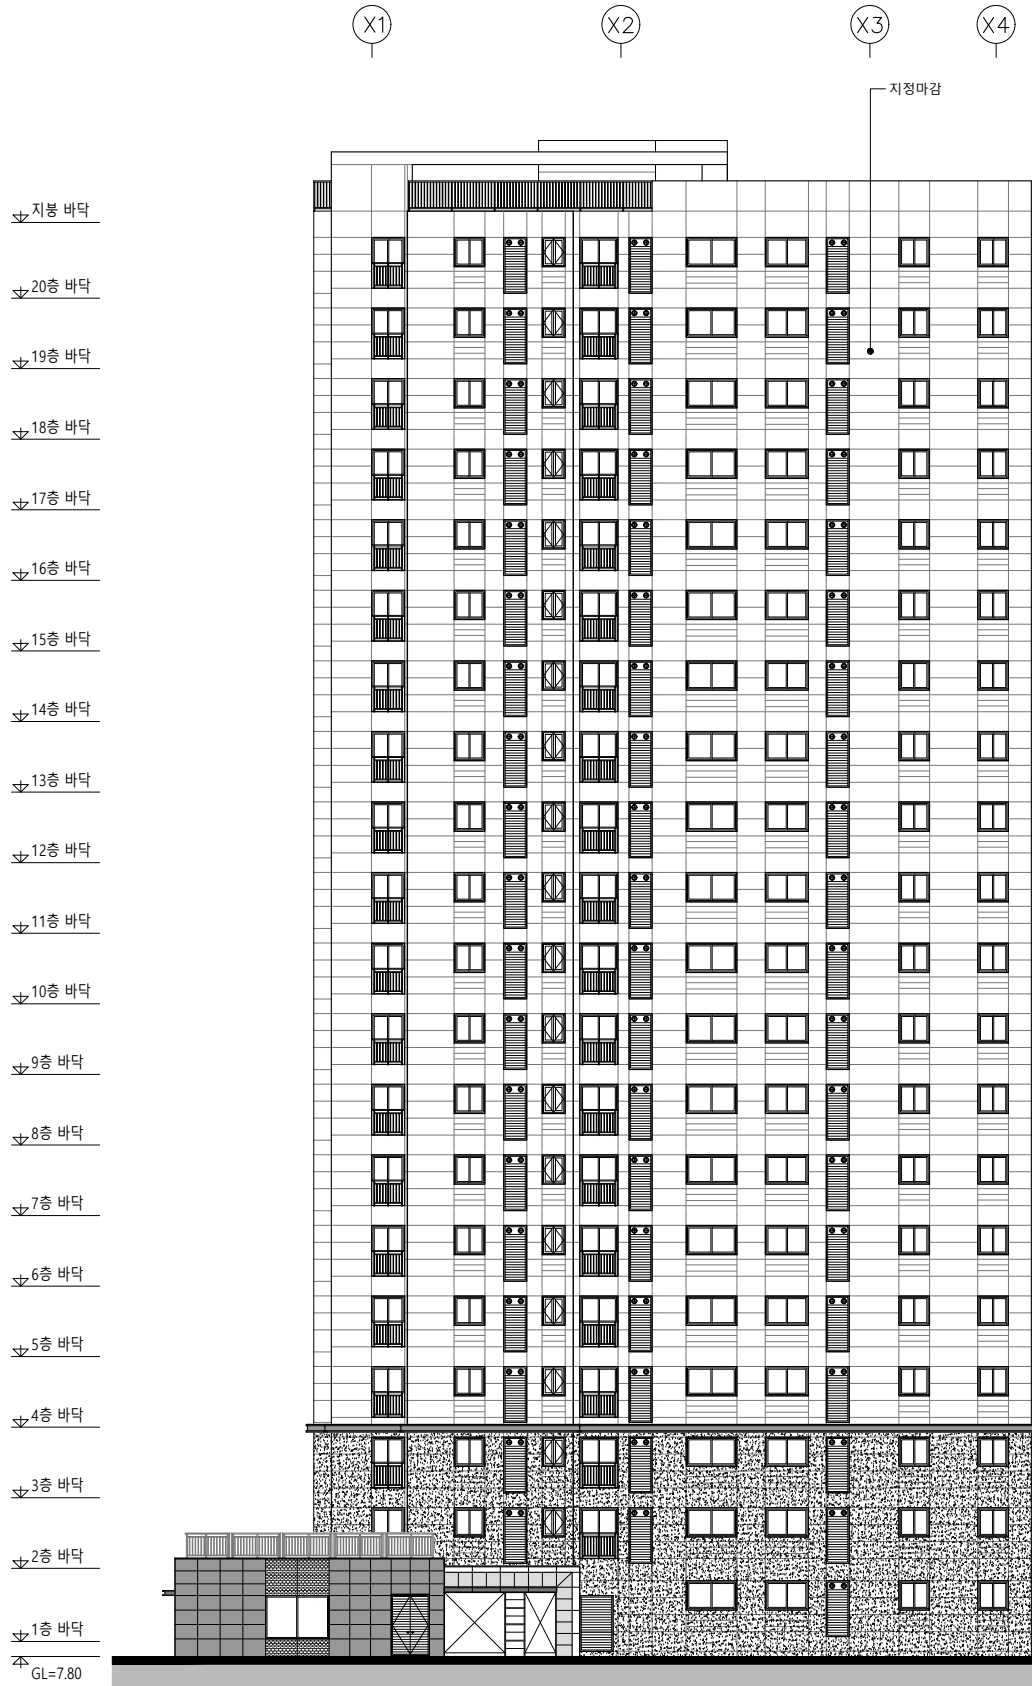 X1
X2
X3
X4
지정마감
지붕 바닥
20층 바닥
19층 바닥
18층 바닥
17층 바닥
16층 바닥
15층 바닥
14층 바닥
13층 바닥
12층 바닥
11층 바닥
10층 바닥
9층 바닥
8층 바닥
7층 바닥
6층 바닥
5층 바닥
4층 바닥
3층 바닥
2층 바닥
1층 바닥
GL=7.80